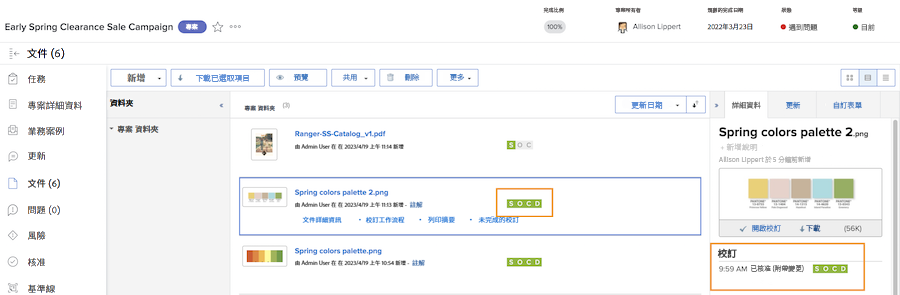 完成比例 專案所有者 預期的完成日期 狀態 等級
Early Spring Clearance Sale Campaign 專案 100% Allison Lippert 2022年3月23日 遇到問題 目前
文件 (6)
任務
專案詳細資料
業務案例
更新
文件 (6)
問題 (0)
風險
核准
基準線
新增 下載已選取項目 預覽 共用 刪除 更多
資料夾
專案 資料夾
專案 資料夾 (3) 更新日期
Ranger-SS-Catalog_v1.pdf
由 Admin User 在 在 2023/4/19 上午 11:14 新增 S O C
Spring colors palette 2.png
由 Admin User 在 在 2023/4/19 上午 11:13 新增 • 註解 S O C D
文件詳細資訊 • 校訂工作流程 • 列印摘要 • 未完成的校訂
Spring colors palette.png
由 Admin User 在 在 2023/4/19 上午 10:54 新增 • 註解 S O C D
詳細資料 更新 自訂表單
Spring colors palette 2.png
+ 新增說明
Allison Lippert 於 5 分鐘前新增
開啟校訂 下載 (56K)
校訂
9:59 AM 已核准 (附帶變更) S O C D